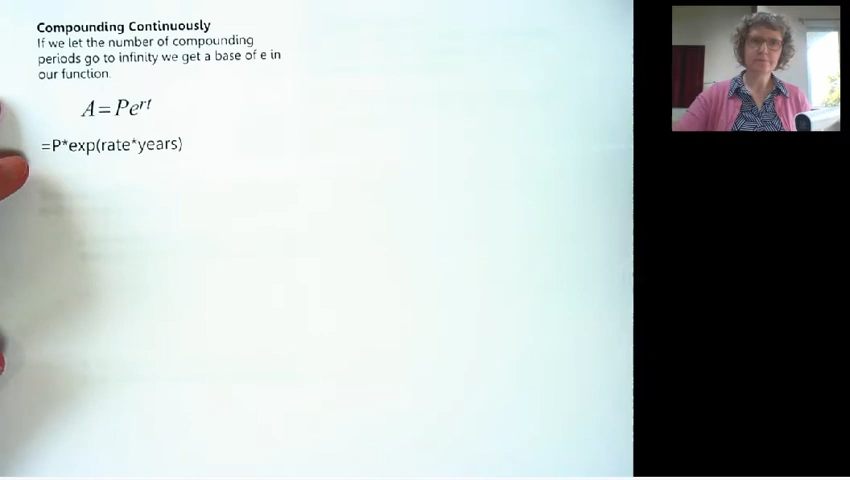 Compounding Continuously
If we let the number of compounding
periods go to infinity we get a base of e in
our function.
A=Pe^{rt}
=P*exp(rate*years)